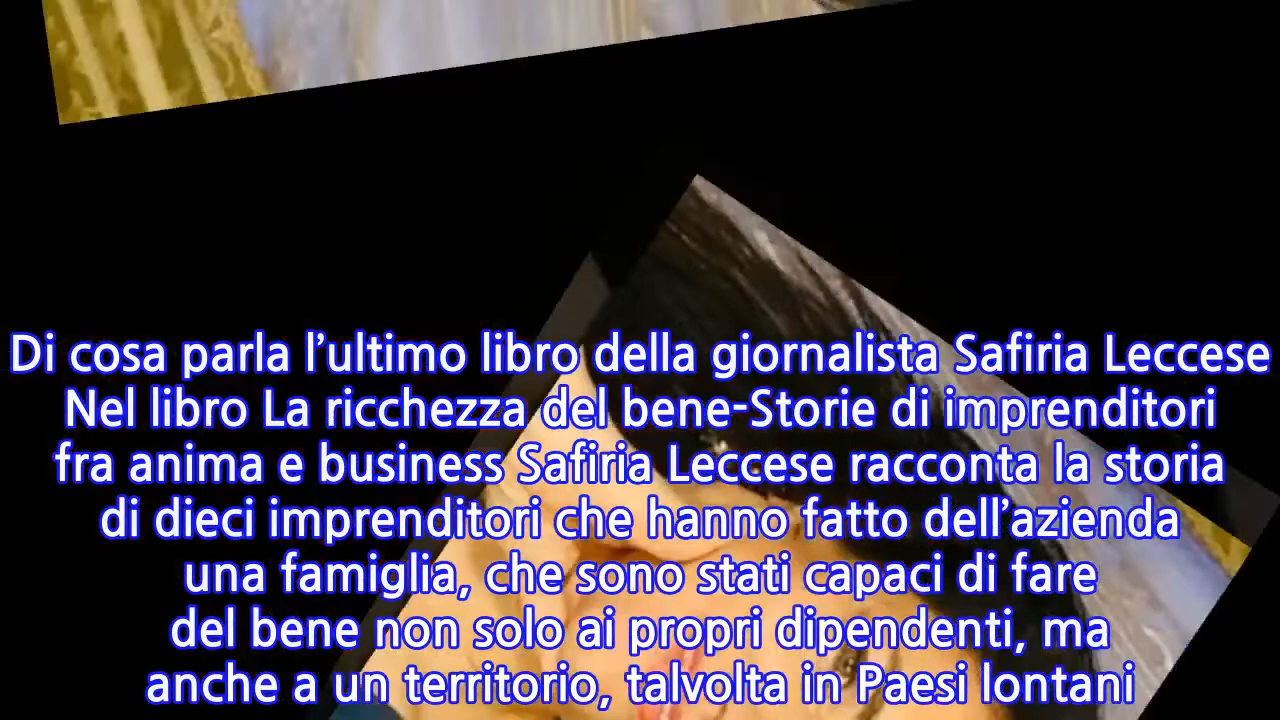 Di cosa parla l’ultimo libro della giornalista Safiria Leccese
Nel libro La ricchezza del bene-Storie di imprenditori
fra anima e business Safiria Leccese racconta la storia
di dieci imprenditori che hanno fatto dell’azienda
una famiglia, che sono stati capaci di fare
del bene non solo ai propri dipendenti, ma
anche a un territorio, talvolta in Paesi lontani